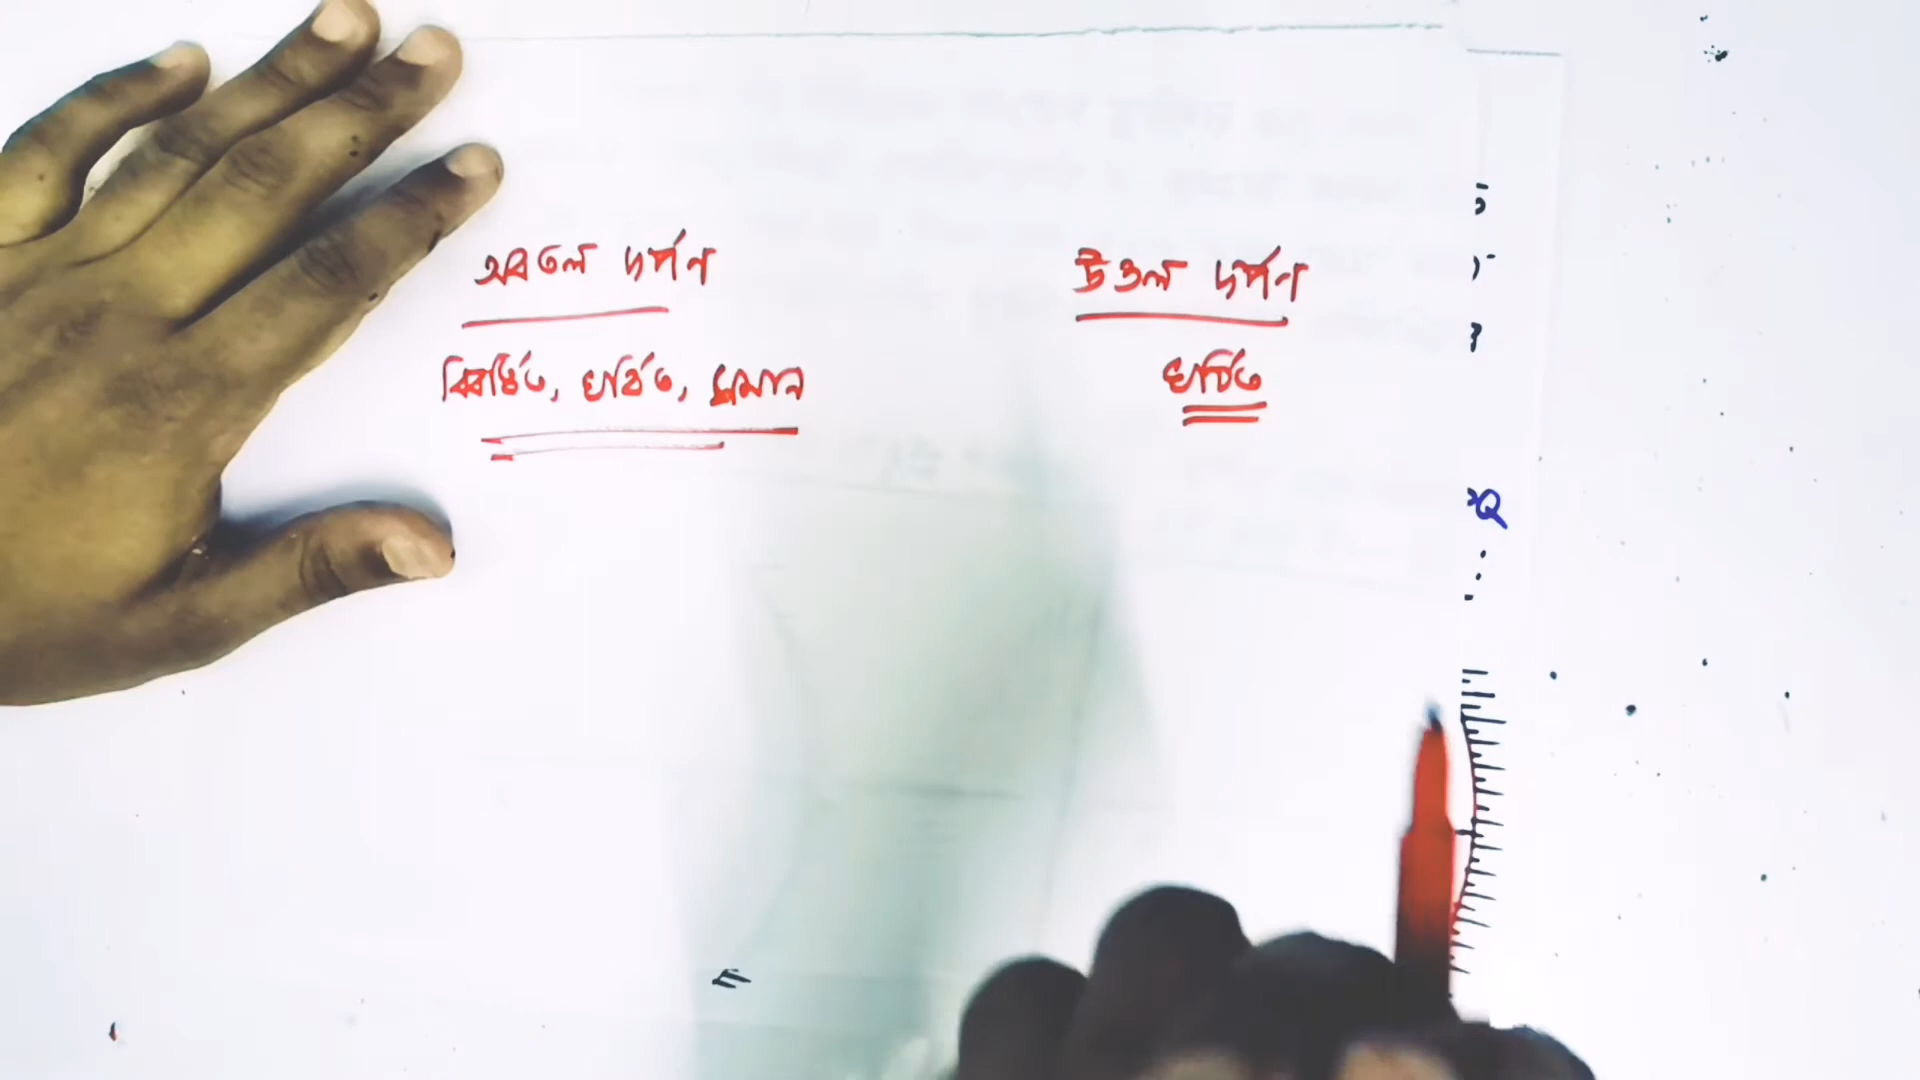 অবতল দর্পণ
উত্তল দর্পণ
বিবর্ধিত, খর্বিত, সমান
খর্বিত